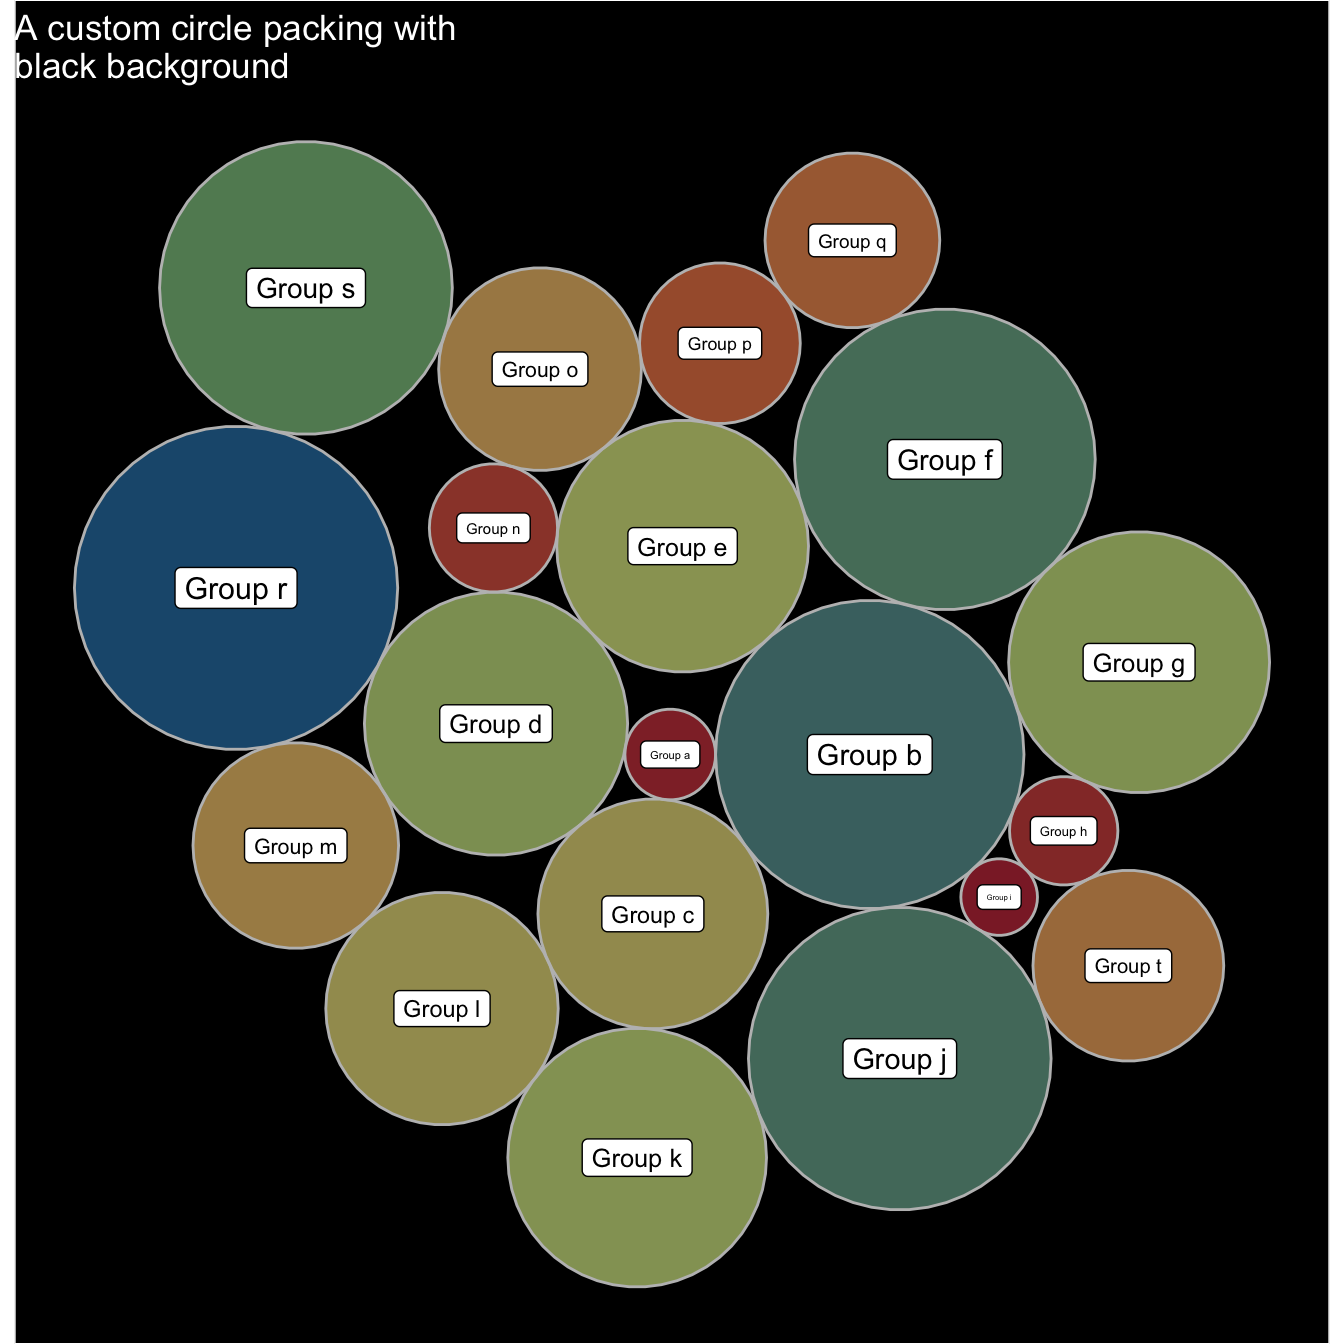 A custom circle packing with
black background
Group q
Group s
Group p
Group o
Group f
Group n
Group e
Group r
Group g
Group d
Group a
Group b
Group h
Group m
Group i
Group c
Group t
Group l
Group j
Group k